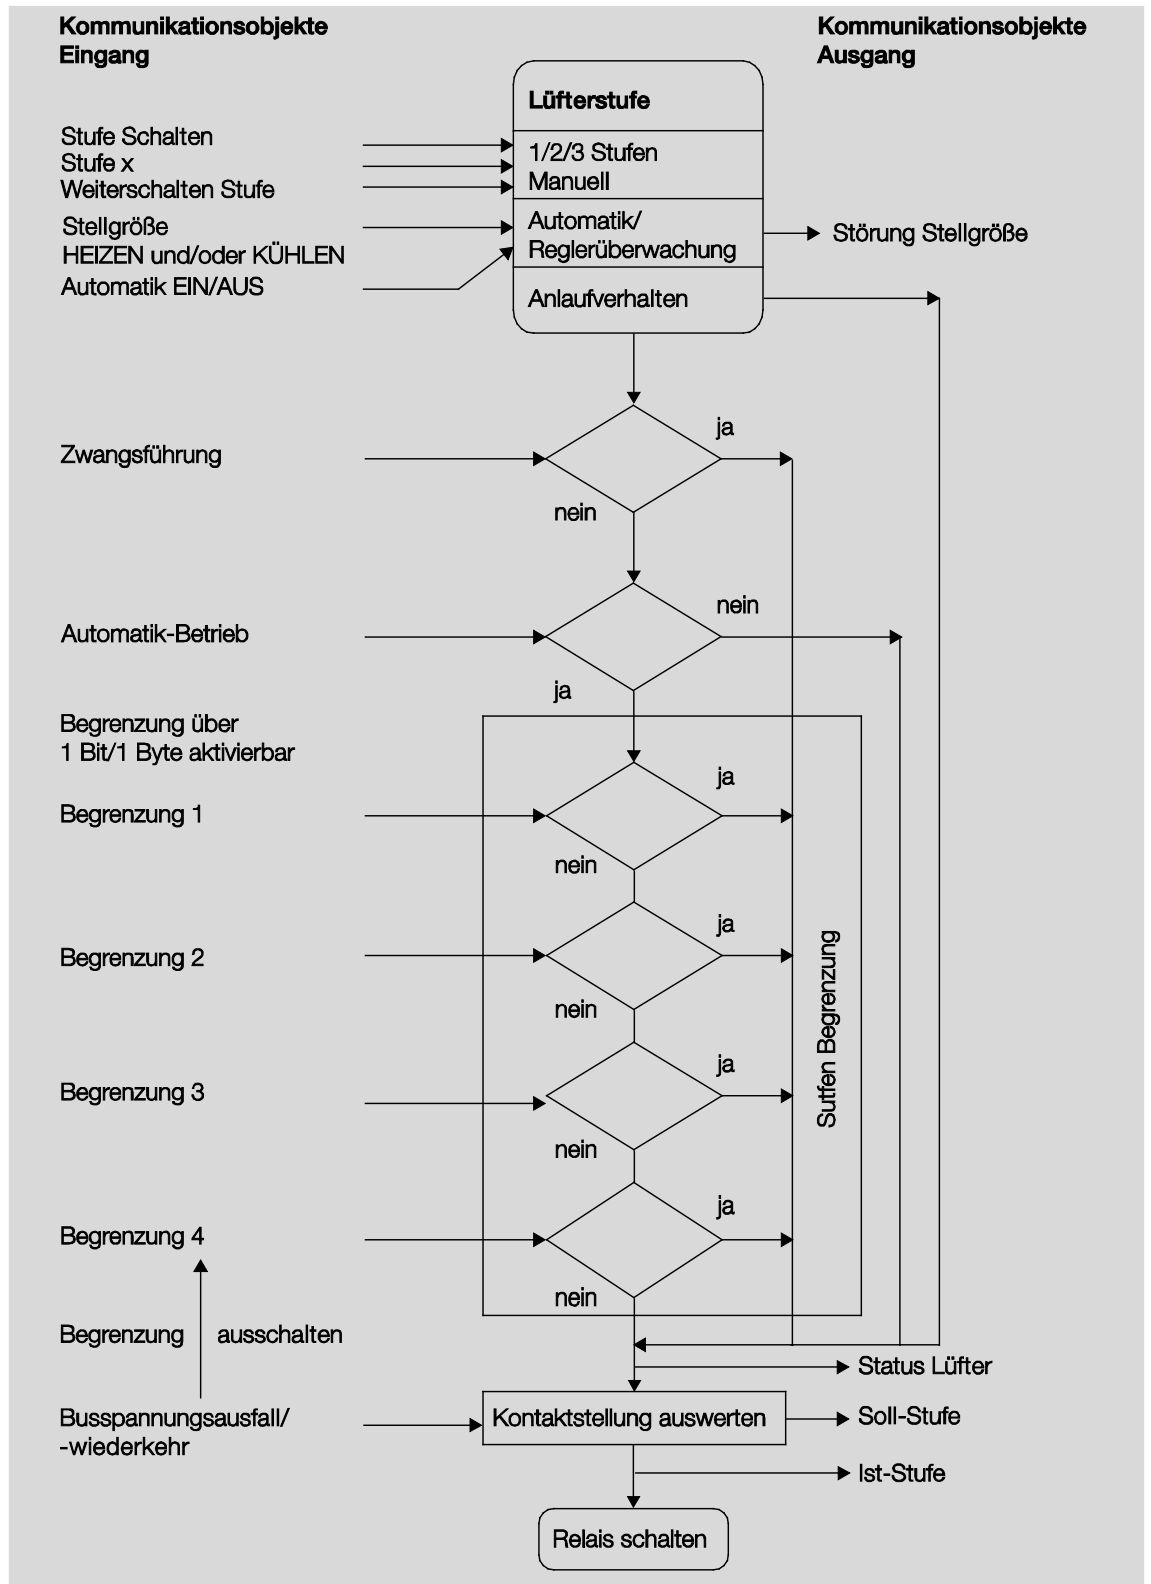 Kommunikationsobjekte
Eingang
Kommunikationsobjekte
Ausgang
Lüfterstufe
Stufe Schalten
Stufe x
Weiterschalten Stufe
1/2/3 Stufen
Manuell
Stellgröße
HEIZEN und/oder KÜHLEN
Automatik EIN/AUS
Automatik/
Reglerüberwachung
Störung Stellgröße
Anlaufverhalten
Zwangsführung
ja
nein
Automatik-Betrieb
nein
ja
Begrenzung über
1 Bit/1 Byte aktivierbar
Begrenzung 1
ja
nein
Begrenzung 2
ja
nein
Sutfen Begrenzung
Begrenzung 3
ja
nein
Begrenzung 4
ja
nein
Begrenzung ausschalten
Status Lüfter
Busspannungsausfall/
-wiederkehr
Kontaktstellung auswerten
Soll-Stufe
Ist-Stufe
Relais schalten